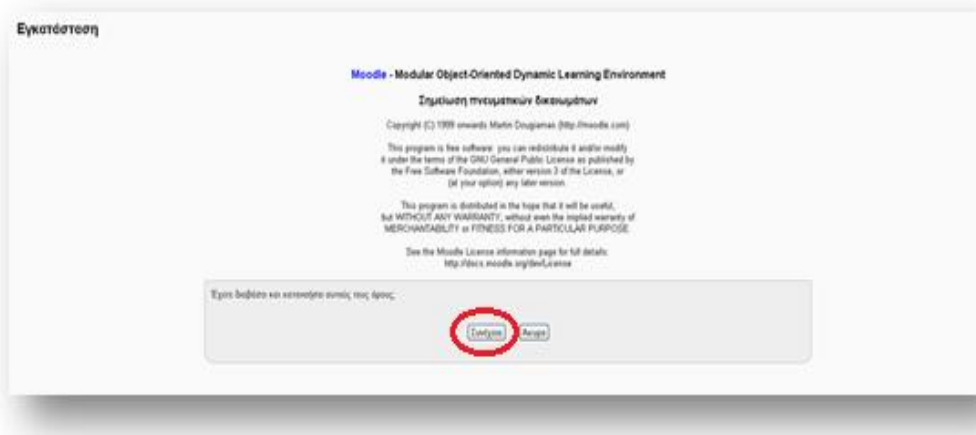 Εγκατάσταση
Moodle - Modular Object-Oriented Dynamic Learning Environment
Σημείωση πνευματικών δικαιωμάτων
Copyright (C) 1999 onwards Martin Dougiamas (http://moodle.com)
This program is free software: you can redistribute it and/or modify
it under the terms of the GNU General Public License as published by
the Free Software Foundation, either version 3 of the License, or
(at your option) any later version.
This program is distributed in the hope that it will be useful,
but WITHOUT ANY WARRANTY; without even the implied warranty of
MERCHANTABILITY or FITNESS FOR A PARTICULAR PURPOSE.
See the Moodle License information page for full details:
http://docs.moodle.org/dev/License
Έχετε διαβάσει και κατανοήσει αυτούς τους όρους;
Συνέχεια Άκυρο